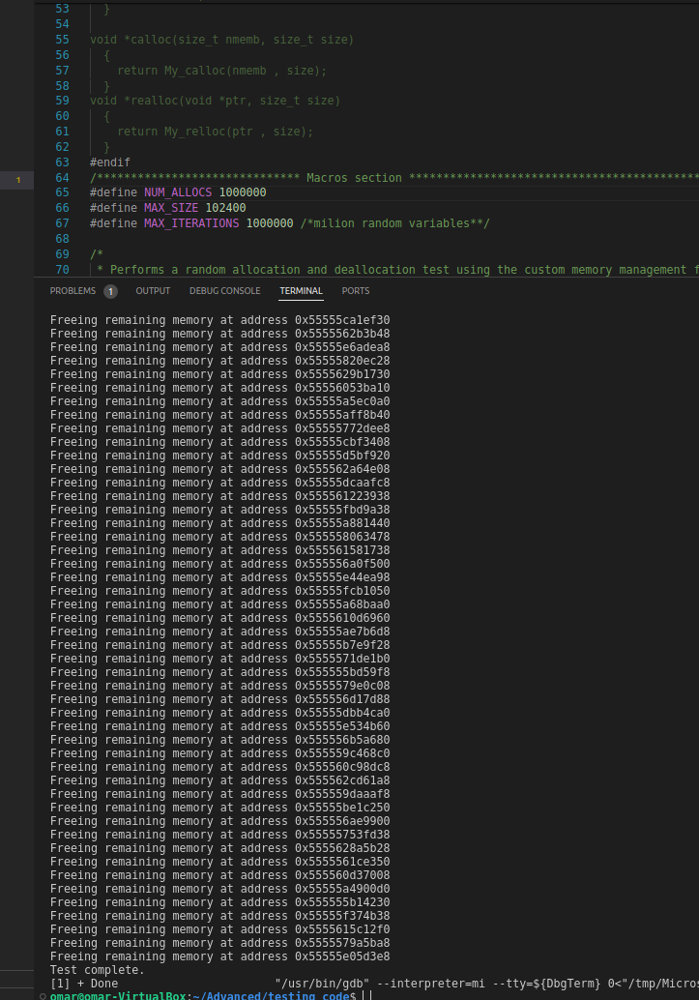 53 }
54
55 void *calloc(size_t nmemb, size_t size)
56 {
57 return My_calloc(nmemb , size);
58 }
59 void *realloc(void *ptr, size_t size)
60 {
61 return My_relloc(ptr , size);
62 }
63 #endif
1 64 /****************************** Macros section *******************************************
65 #define NUM_ALLOCS 1000000
66 #define MAX_SIZE 102400
67 #define MAX_ITERATIONS 1000000 /*milion random variables**/
68
69 /*
70 * Performs a random allocation and deallocation test using the custom memory management f
PROBLEMS 1 OUTPUT DEBUG CONSOLE TERMINAL PORTS
Freeing remaining memory at address 0x55555ca1ef30
Freeing remaining memory at address 0x5555562b3b48
Freeing remaining memory at address 0x55555e6adea8
Freeing remaining memory at address 0x55555820ec28
Freeing remaining memory at address 0x5555629b1730
Freeing remaining memory at address 0x55556053ba10
Freeing remaining memory at address 0x55555a5ec0a0
Freeing remaining memory at address 0x55555aff8b40
Freeing remaining memory at address 0x55555772dee8
Freeing remaining memory at address 0x55555cbf3408
Freeing remaining memory at address 0x55555d5bf920
Freeing remaining memory at address 0x555562a64e08
Freeing remaining memory at address 0x55555dcaafc8
Freeing remaining memory at address 0x555561223938
Freeing remaining memory at address 0x55555fbd9a38
Freeing remaining memory at address 0x55555a881440
Freeing remaining memory at address 0x555558063478
Freeing remaining memory at address 0x555561581738
Freeing remaining memory at address 0x555556a0f500
Freeing remaining memory at address 0x55555e44ea98
Freeing remaining memory at address 0x55555fcb1050
Freeing remaining memory at address 0x55555a68baa0
Freeing remaining memory at address 0x5555610d6960
Freeing remaining memory at address 0x55555ae7b6d8
Freeing remaining memory at address 0x55555b7e9f28
Freeing remaining memory at address 0x5555571de1b0
Freeing remaining memory at address 0x555555bd59f8
Freeing remaining memory at address 0x5555579e0c08
Freeing remaining memory at address 0x555556d17d88
Freeing remaining memory at address 0x55555dbb4ca0
Freeing remaining memory at address 0x55555e534b60
Freeing remaining memory at address 0x555556b5a680
Freeing remaining memory at address 0x555559c468c0
Freeing remaining memory at address 0x555560c98dc8
Freeing remaining memory at address 0x555562cd61a8
Freeing remaining memory at address 0x555559daaaf8
Freeing remaining memory at address 0x55555be1c250
Freeing remaining memory at address 0x555556ae9900
Freeing remaining memory at address 0x55555753fd38
Freeing remaining memory at address 0x5555628a5b28
Freeing remaining memory at address 0x5555561ce350
Freeing remaining memory at address 0x555560d37008
Freeing remaining memory at address 0x55555a4900d0
Freeing remaining memory at address 0x555555b14230
Freeing remaining memory at address 0x55555f374b38
Freeing remaining memory at address 0x5555615c12f0
Freeing remaining memory at address 0x5555579a5ba8
Freeing remaining memory at address 0x55555e05d3e8
Test complete.
[1] + Done "/usr/bin/gdb" --interpreter=mi --tty=${DbgTerm} 0<"/tmp/Micros
omar@omar-VirtualBox:~/Advanced/testing code$